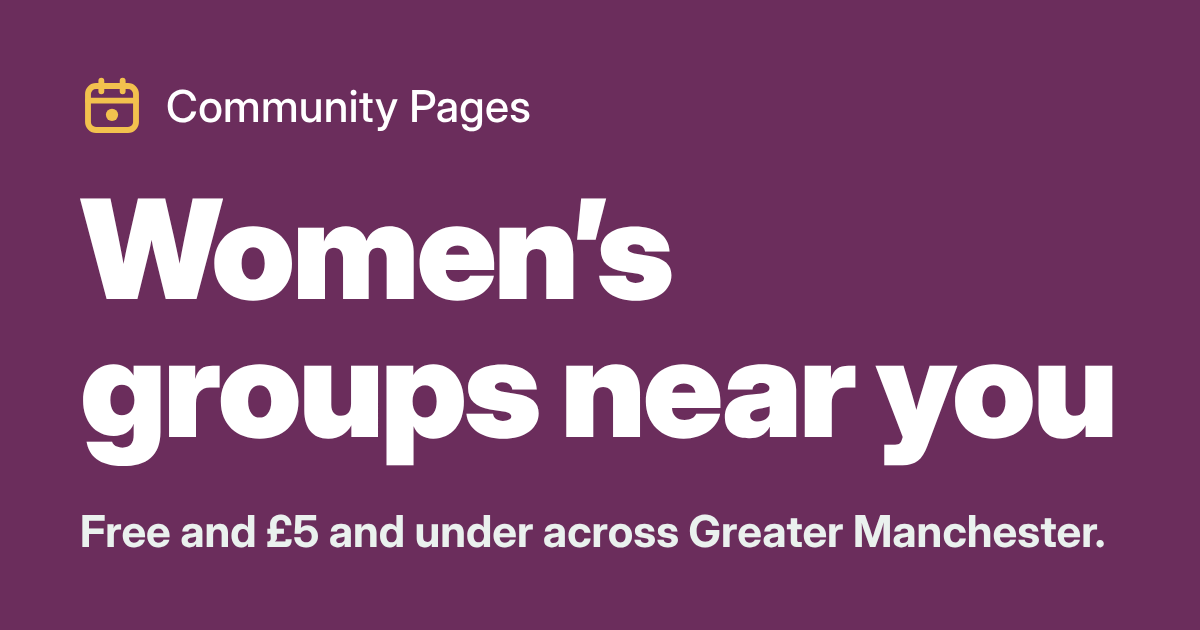 Community Pages
Women’s
groups near you
Free and £5 and under across Greater Manchester.